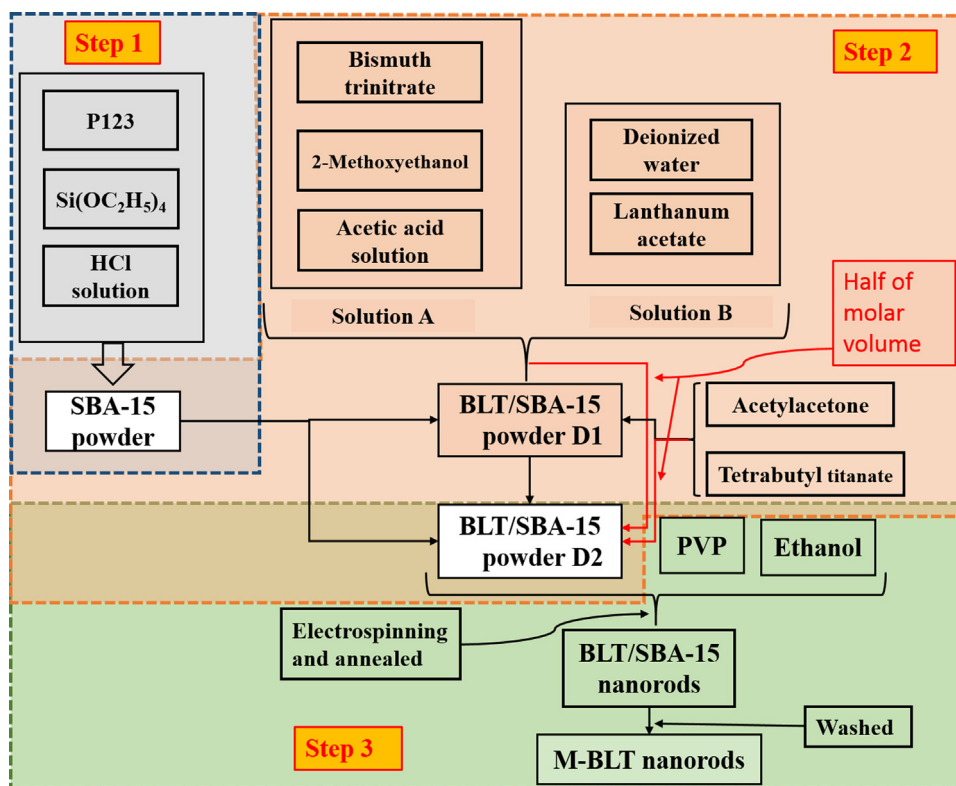 Step 1
P123
Si(OC₂H₅)₄
HCl
solution
SBA-15
powder
Step 2
Bismuth
trinitrate
2-Methoxyethanol
Acetic acid
solution
Solution A
Deionized
water
Lanthanum
acetate
Solution B
Half of
molar
volume
BLT/SBA-15
powder D1
Acetylacetone
Tetrabutyl titanate
BLT/SBA-15
powder D2
PVP
Ethanol
Electrospinning
and annealed
BLT/SBA-15
nanorods
Washed
Step 3
M-BLT nanorods